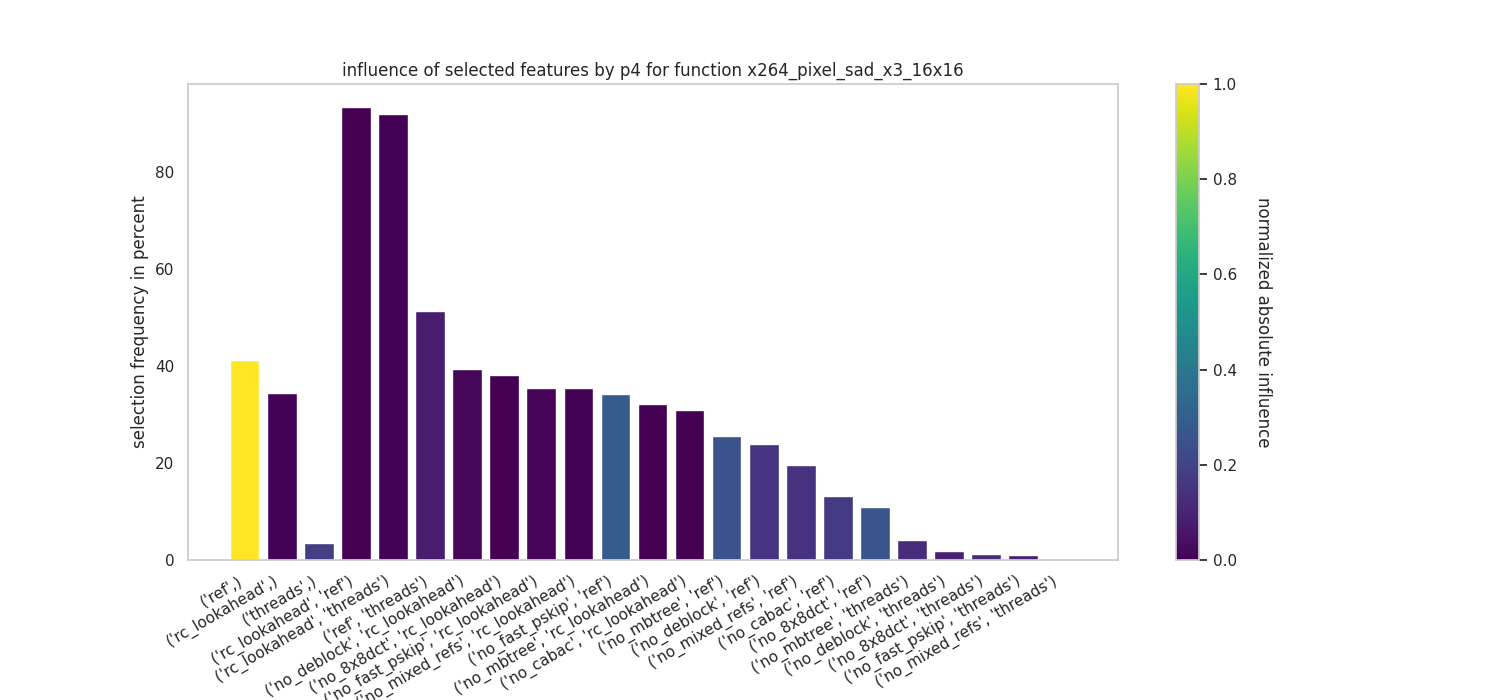 influence of selected features by p4 for function x264_pixel_sad_x3_16x16
selection frequency in percent
80
60
40
20
0
('ref',)
('rc_lookahead',)
('threads',)
('rc_lookahead', 'ref')
('rc_lookahead', 'threads')
('ref', 'threads')
('no_deblock', 'rc_lookahead')
('no_8x8dct', 'rc_lookahead')
('no_fast_pskip', 'rc_lookahead')
'no_mixed_refs', 'rc_lookahead')
('no_fast_pskip', 'ref')
('no_mbtree', 'rc_lookahead')
('no_cabac', 'rc_lookahead')
('no_mbtree', 'ref')
('no_deblock', 'ref')
('no_mixed_refs', 'ref')
('no_cabac', 'ref')
('no_8x8dct', 'ref')
('no_mbtree', 'threads')
('no_deblock', 'threads')
('no_8x8dct', 'threads')
('no_fast_pskip', 'threads')
('no_mixed_refs', 'threads')
1.0
0.8
0.6
0.4
0.2
0.0
normalized absolute influence